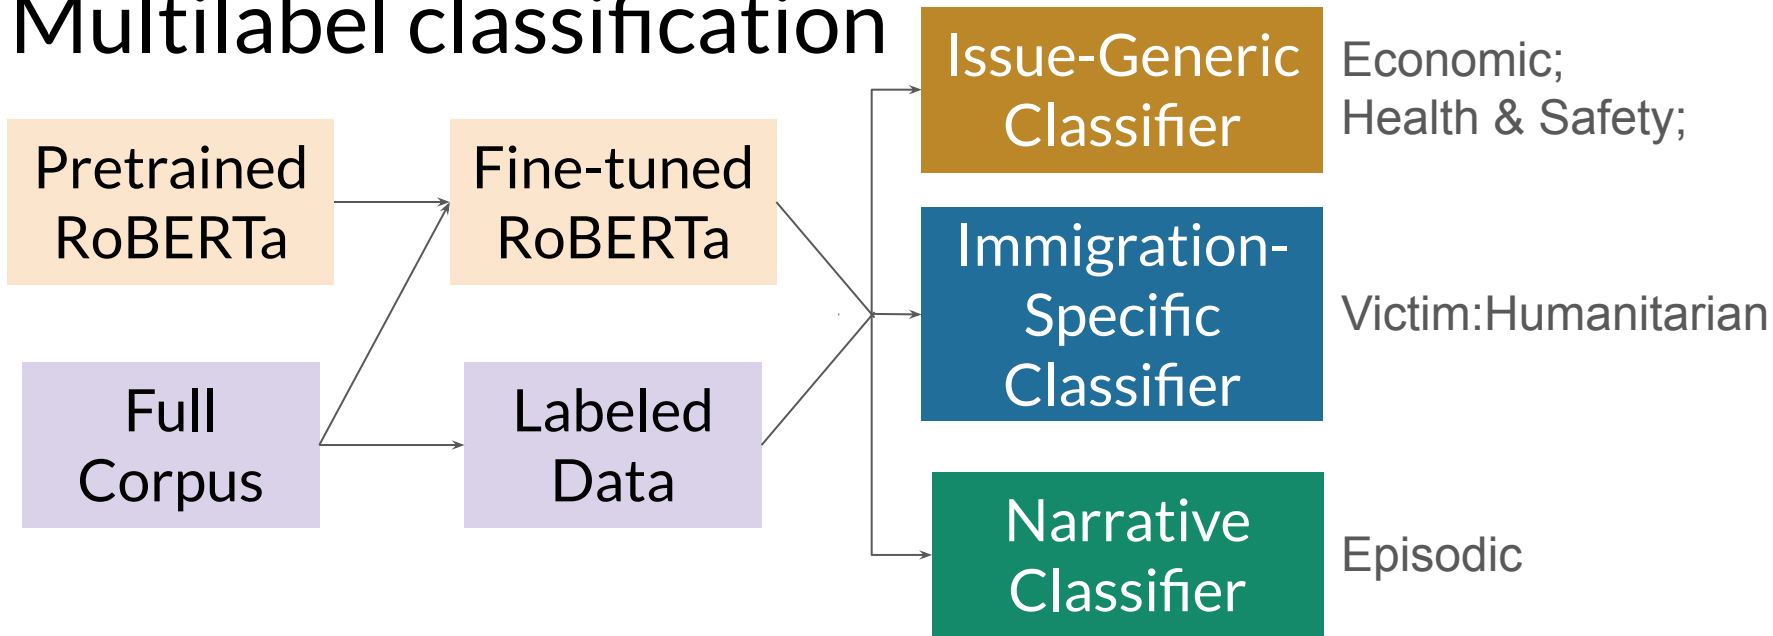 Multilabel classification
Pretrained
RoBERTa
Full
Corpus
Fine-tuned
RoBERTa
Labeled
Data
Issue-Generic
Classifier
Economic;
Health & Safety;
Immigration-
Specific
Classifier
Victim:Humanitarian
Narrative
Classifier
Episodic